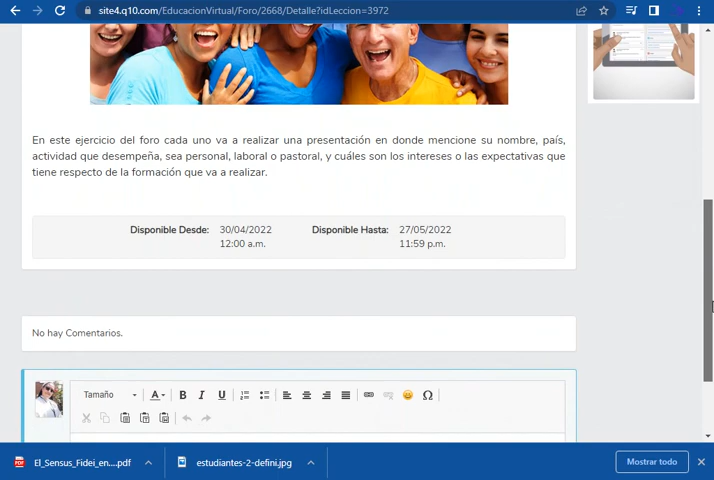 site4.q10.com/EducacionVirtual/Foro/2668/Detalle?idLeccion=3972
En este ejercicio del foro cada uno va a realizar una presentación en donde mencione su nombre, país,
actividad que desempeña, sea personal, laboral o pastoral, y cuáles son los intereses o las expectativas que
tiene respecto de la formación que va a realizar.
Disponible Desde: 30/04/2022 Disponible Hasta: 27/05/2022
12:00 a.m. 11:59 p.m.
No hay Comentarios.
Tamaño A B I U
El_Sensus_Fidei_en....pdf estudiantes-2-defini.jpg Mostrar todo